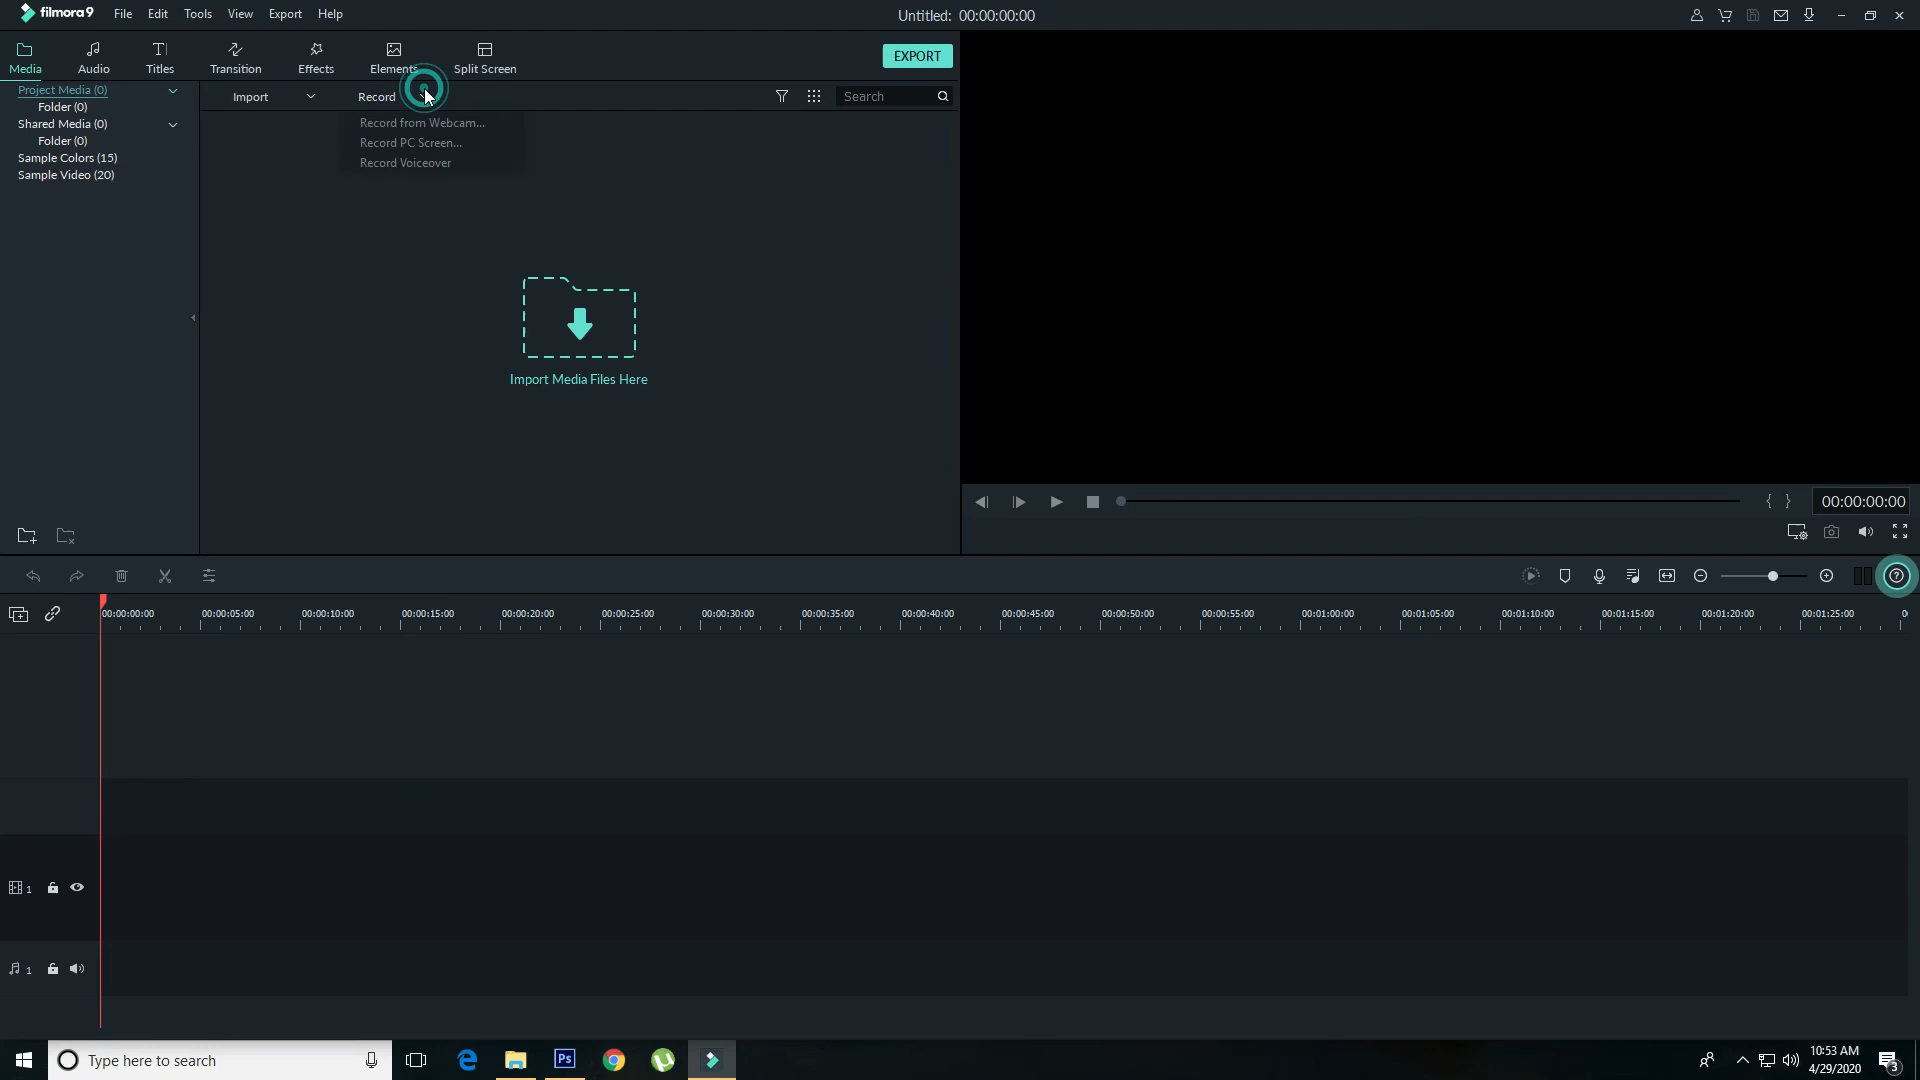 filmora9 File Edit Tools View Export Help Untitled: 00:00:00:00
Media Audio Titles Transition Effects Elements Split Screen EXPORT
Project Media (0)
Folder (0)
Shared Media (0)
Folder (0)
Sample Colors (15)
Sample Video (20)
Import Record Search
Record from Webcam...
Record PC Screen...
Record Voiceover
Import Media Files Here
{ } 00:00:00:00
00:00:00:00 00:00:05:00 00:00:10:00 00:00:15:00 00:00:20:00 00:00:25:00 00:00:30:00 00:00:35:00 00:00:40:00 00:00:45:00 00:00:50:00 00:00:55:00 00:01:00:00 00:01:05:00 00:01:10:00 00:01:15:00 00:01:20:00 00:01:25:00
1
1
Type here to search Ps 10:53 AM
4/29/2020 3